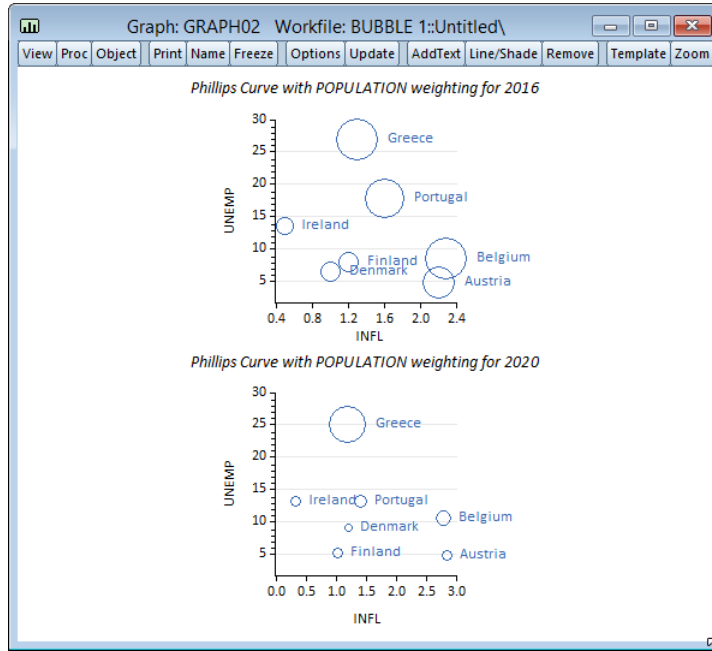 Graph: GRAPH02 Workfile: BUBBLE 1::Untitled\
View Proc Object Print Name Freeze Options Update AddText Line/Shade Remove Template Zoom
Phillips Curve with POPULATION weighting for 2016
30
Greece
25
20
Portugal
UNEMP
15
Ireland
10
Belgium
Finland
Denmark
5
Austria
0.4 0.8 1.2 1.6 2.0 2.4
INFL
Phillips Curve with POPULATION weighting for 2020
30
Greece
25
20
UNEMP
15
Ireland Portugal
Belgium
10
Denmark
5
Finland Austria
0.0 0.5 1.0 1.5 2.0 2.5 3.0
INFL